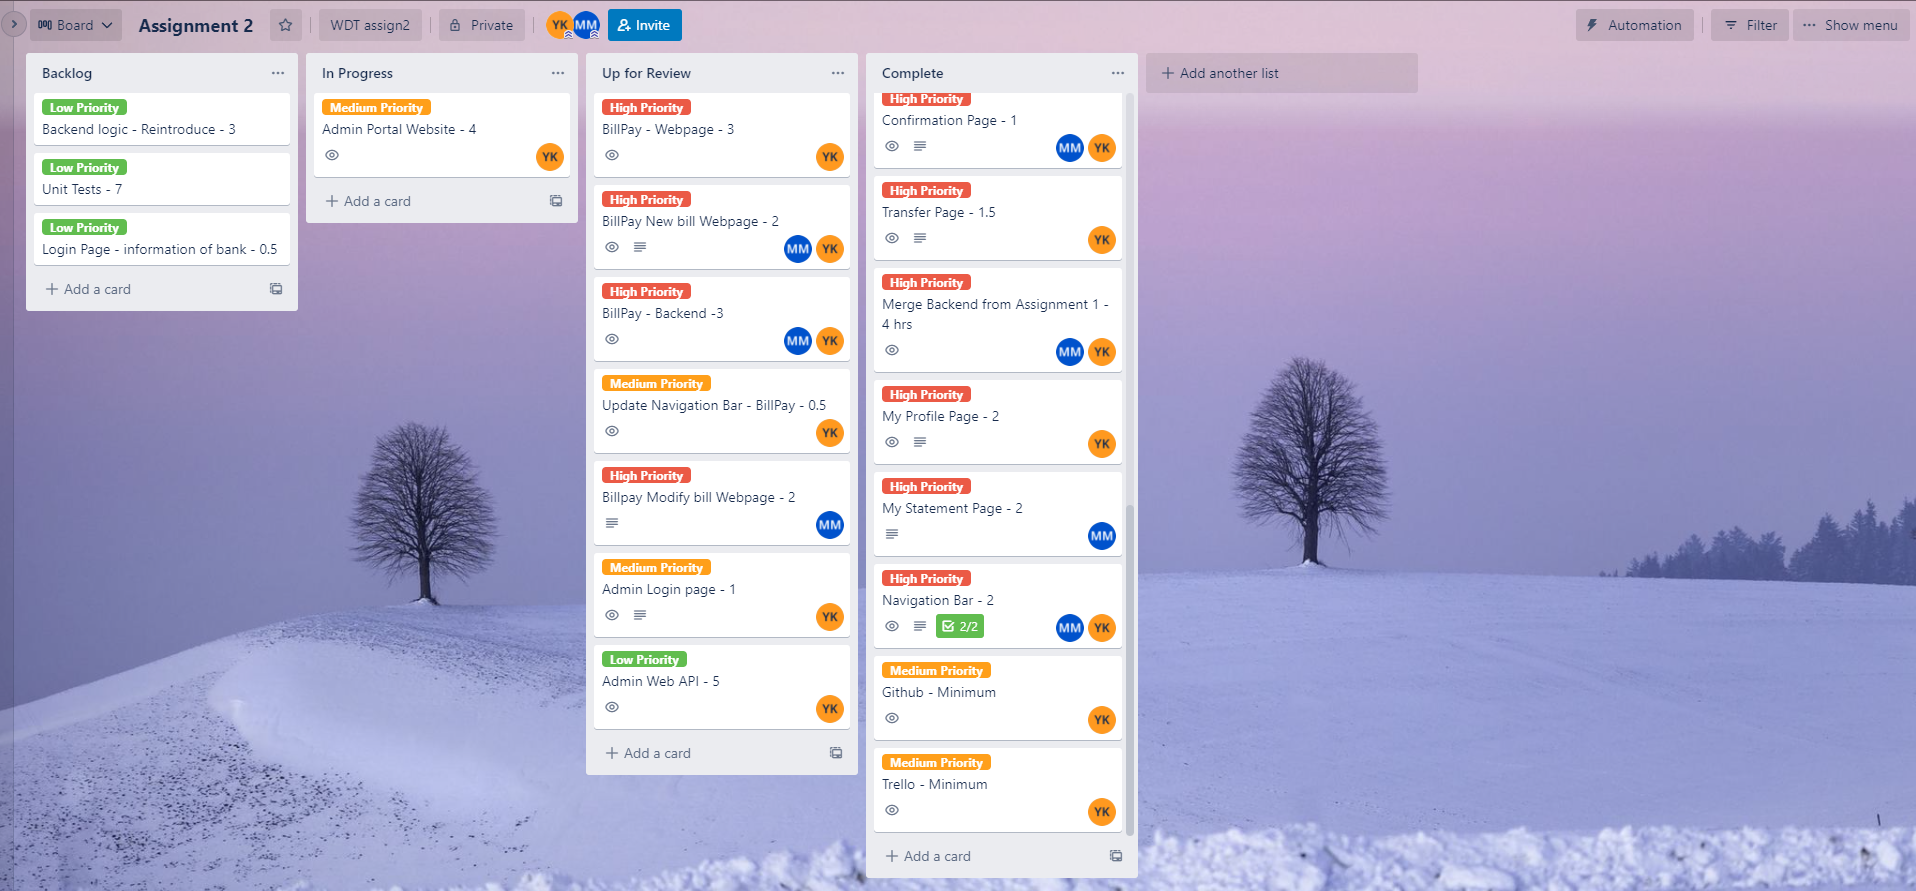 Board
Assignment 2
WDT assign2
Private
YK
MM
Invite
Automation
Filter
Show menu
Backlog
Low Priority
Backend logic - Reintroduce - 3
Low Priority
Unit Tests - 7
Low Priority
Login Page - information of bank - 0.5
Add a card
In Progress
Medium Priority
Admin Portal Website - 4
YK
Add a card
Up for Review
High Priority
BillPay - Webpage - 3
YK
High Priority
BillPay New bill Webpage - 2
MM YK
High Priority
BillPay - Backend -3
MM YK
Medium Priority
Update Navigation Bar - BillPay - 0.5
YK
High Priority
Billpay Modify bill Webpage - 2
MM
Medium Priority
Admin Login page - 1
YK
Low Priority
Admin Web API - 5
YK
Add a card
Complete
High Priority
Confirmation Page - 1
MM YK
High Priority
Transfer Page - 1.5
YK
High Priority
Merge Backend from Assignment 1 -
4 hrs
MM YK
High Priority
My Profile Page - 2
YK
High Priority
My Statement Page - 2
MM
High Priority
Navigation Bar - 2
2/2
MM YK
Medium Priority
Github - Minimum
YK
Medium Priority
Trello - Minimum
YK
Add a card
Add another list